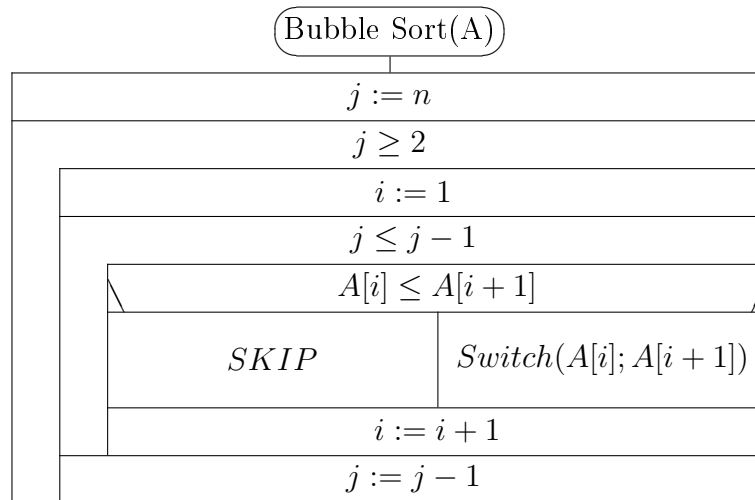 Bubble Sort(A)
j := n
j ≥ 2
i := 1
j ≤ j − 1
A[i] ≤ A[i + 1]
SKIP
Switch(A[i]; A[i + 1])
i := i + 1
j := j − 1